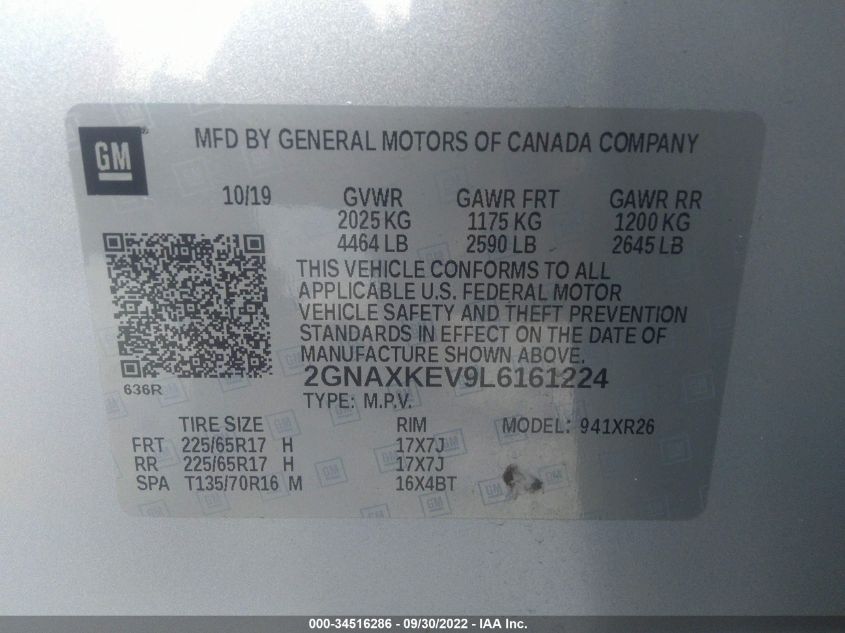 GM
MFD BY GENERAL MOTORS OF CANADA COMPANY
10/19 GVWR GAWR FRT GAWR RR
2025 KG 1175 KG 1200 KG
4464 LB 2590 LB 2645 LB
THIS VEHICLE CONFORMS TO ALL
APPLICABLE U.S. FEDERAL MOTOR
VEHICLE SAFETY AND THEFT PREVENTION
STANDARDS IN EFFECT ON THE DATE OF
MANUFACTURE SHOWN ABOVE.
636R
2GNAXKEV9L6161224
TYPE: M.P.V.
TIRE SIZE RIM MODEL: 941XR26
FRT 225/65R17 H 17X7J
RR 225/65R17 H 17X7J
SPA T135/70R16 M 16X4BT
000-34516286 - 09/30/2022 - IAA Inc.